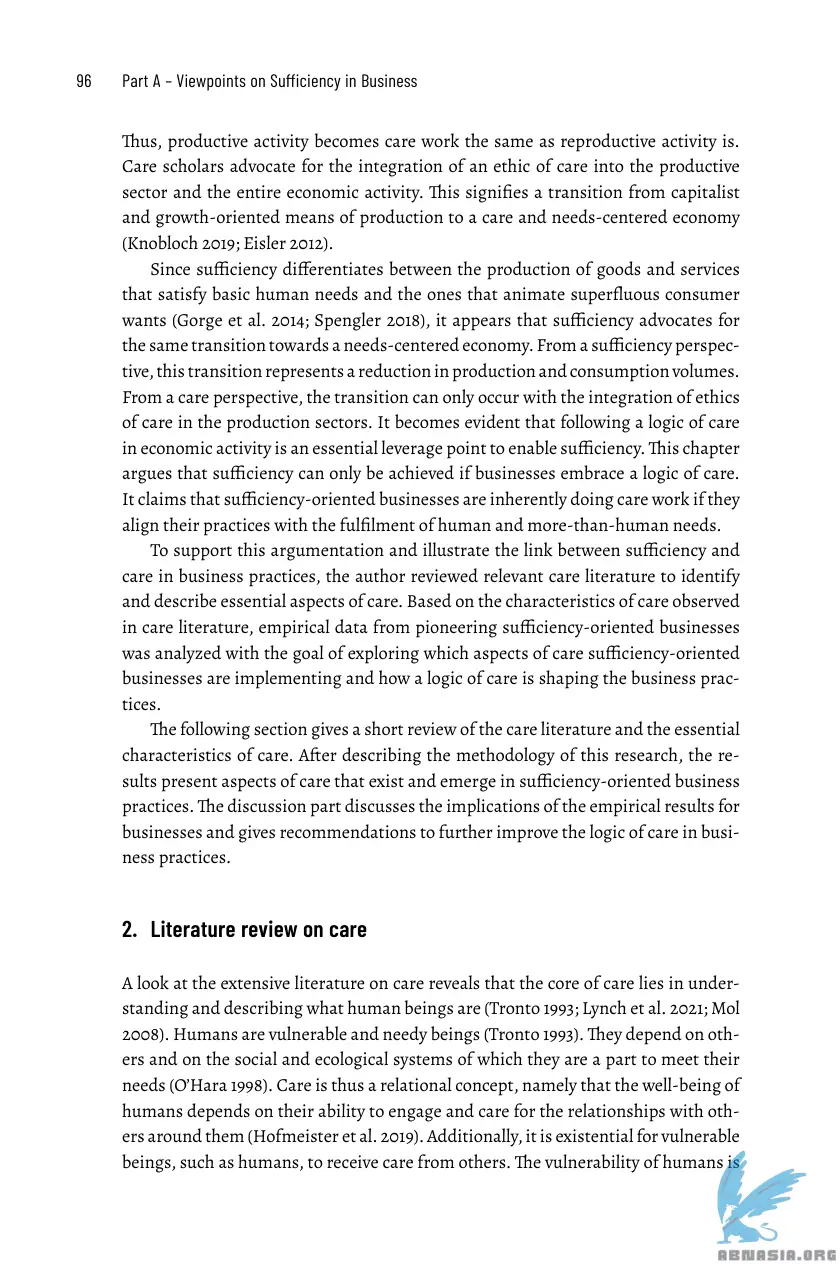 96 Part A – Viewpoints on Sufficiency in Business
Thus, productive activity becomes care work the same as reproductive activity is.
Care scholars advocate for the integration of an ethic of care into the productive
sector and the entire economic activity. This signifies a transition from capitalist
and growth-oriented means of production to a care and needs-centered economy
(Knobloch 2019; Eisler 2012).
Since sufficiency differentiates between the production of goods and services
that satisfy basic human needs and the ones that animate superfluous consumer
wants (Gorge et al. 2014; Spengler 2018), it appears that sufficiency advocates for
the same transition towards a needs-centered economy. From a sufficiency perspec-
tive, this transition represents a reduction in production and consumption volumes.
From a care perspective, the transition can only occur with the integration of ethics
of care in the production sectors. It becomes evident that following a logic of care
in economic activity is an essential leverage point to enable sufficiency. This chapter
argues that sufficiency can only be achieved if businesses embrace a logic of care.
It claims that sufficiency-oriented businesses are inherently doing care work if they
align their practices with the fulfilment of human and more-than-human needs.
To support this argumentation and illustrate the link between sufficiency and
care in business practices, the author reviewed relevant care literature to identify
and describe essential aspects of care. Based on the characteristics of care observed
in care literature, empirical data from pioneering sufficiency-oriented businesses
was analyzed with the goal of exploring which aspects of care sufficiency-oriented
businesses are implementing and how a logic of care is shaping the business prac-
tices.
The following section gives a short review of the care literature and the essential
characteristics of care. After describing the methodology of this research, the re-
sults present aspects of care that exist and emerge in sufficiency-oriented business
practices. The discussion part discusses the implications of the empirical results for
businesses and gives recommendations to further improve the logic of care in busi-
ness practices.
2. Literature review on care
A look at the extensive literature on care reveals that the core of care lies in under-
standing and describing what human beings are (Tronto 1993; Lynch et al. 2021; Mol
2008). Humans are vulnerable and needy beings (Tronto 1993). They depend on oth-
ers and on the social and ecological systems of which they are a part to meet their
needs (O’Hara 1998). Care is thus a relational concept, namely that the well-being of
humans depends on their ability to engage and care for the relationships with oth-
ers around them (Hofmeister et al. 2019). Additionally, it is existential for vulnerable
beings, such as humans, to receive care from others. The vulnerability of humans is
ABNASIA.ORG